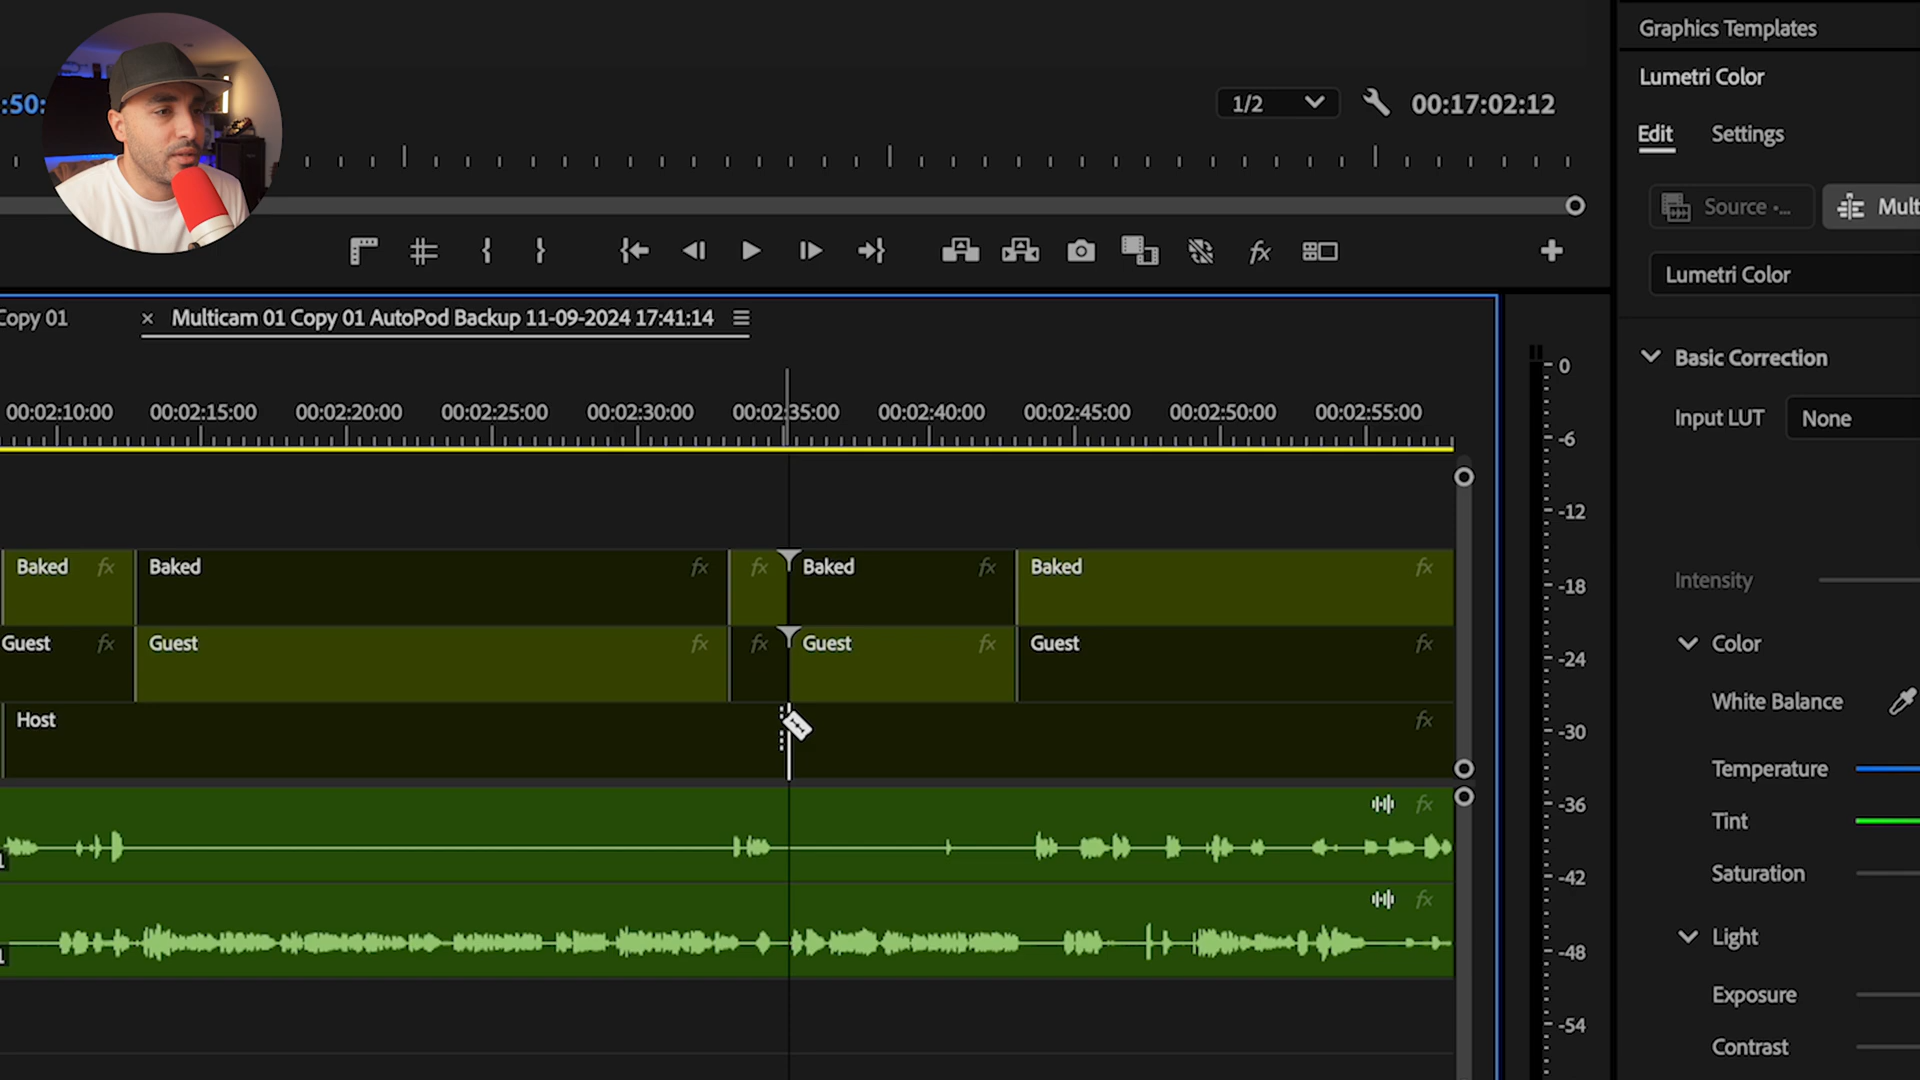 Graphics Templates
Lumetri Color
:50:
1/2
00:17:02:12
Edit
Settings
Source
Mult
Lumetri Color
Copy 01
Multicam 01 Copy 01 AutoPod Backup 11-09-2024 17:41:14
0
Basic Correction
00:02:10:00
00:02:15:00
00:02:20:00
00:02:25:00
00:02:30:00
00:02:35:00
00:02:40:00
00:02:45:00
00:02:50:00
00:02:55:00
Input LUT
None
-6
-12
Baked fx
Baked fx
fx
Baked fx
Baked fx
-18
Intensity
Guest fx
Guest fx
fx
Guest fx
Guest fx
-24
Color
White Balance
Host fx
-30
Temperature
fx
-36
Tint
-42
Saturation
fx
-48
Light
Exposure
-54
Contrast